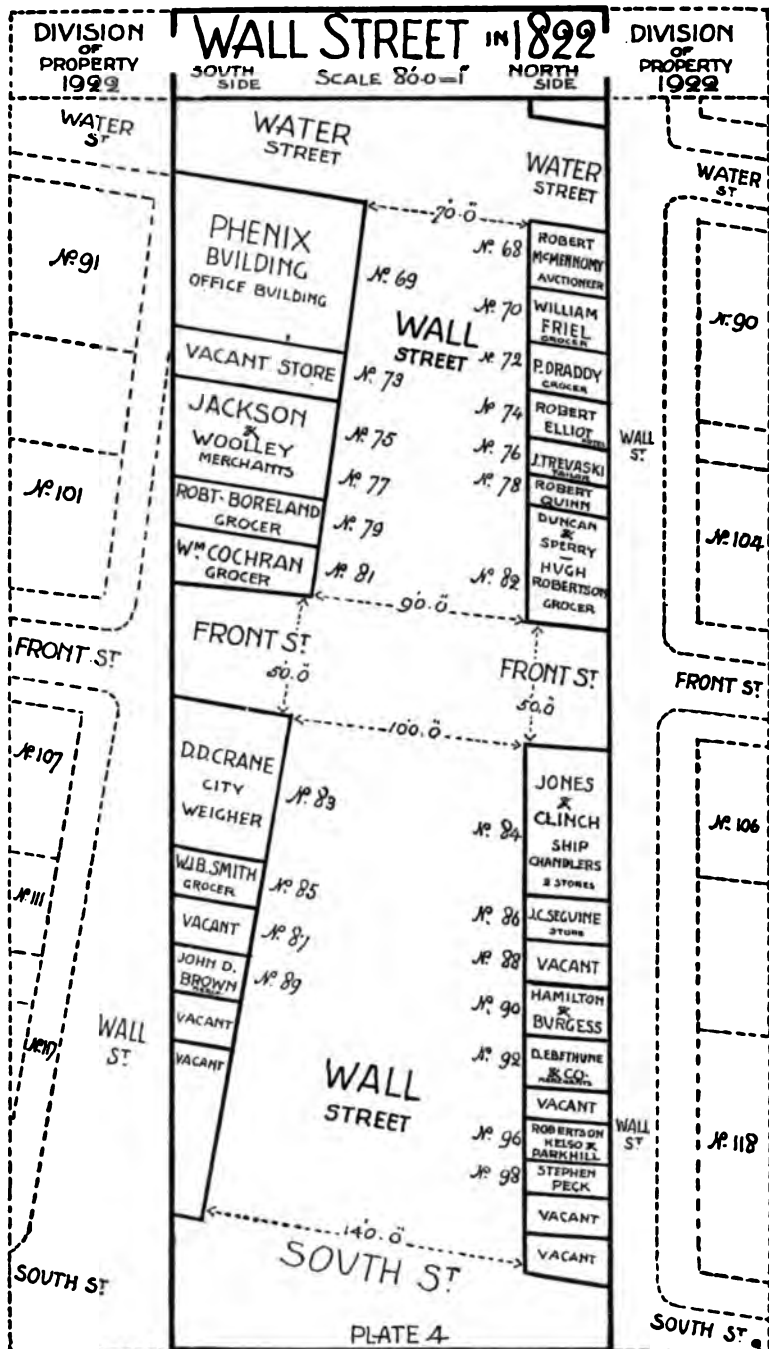 DIVISION
OF
PROPERTY
1922
WALL STREET IN 1822
SOUTH
SIDE
SCALE 80'-0=1"
NORTH
SIDE
DIVISION
OF
PROPERTY
1922
WATER
ST
WATER
STREET
WATER
STREET
WATER
ST
70'.0"
No. 91
PHENIX
BUILDING
OFFICE BUILDING
No. 69
VACANT STORE
No. 73
JACKSON
&
WOOLLEY
MERCHANTS
No. 75
No. 77
ROBT. BORELAND
GROCER
No. 79
WM COCHRAN
GROCER
No. 81
No. 101
WALL
STREET
No. 68
ROBERT
MCMENNOMY
AUCTIONEER
No. 70
WILLIAM
FRIEL
GROCER
No. 72
P. DRADDY
GROCER
No. 74
ROBERT
ELLIOT
HOTEL
No. 76
J. TREVASKI
TAILOR
No. 78
ROBERT
QUINN
No. 82
DUNCAN
&
SPERRY
—
HUGH
ROBERTSON
GROCER
No. 90
WALL
ST.
No. 104
90'.0"
FRONT ST
FRONT ST
50'.0"
FRONT ST
50.0"
FRONT ST
100'.0"
No. 107
No. 111
No. 117
WALL
ST
D.D. CRANE
CITY
WEIGHER
No. 83
W.J.B. SMITH
GROCER
No. 85
VACANT
No. 87
JOHN D.
BROWN
No. 89
VACANT
VACANT
WALL
STREET
No. 84
JONES
&
CLINCH
SHIP
CHANDLERS
2 STORES
No. 86
J.C. SEGUINE
STORE
No. 88
VACANT
No. 90
HAMILTON
&
BURGESS
No. 92
D. EBETHUNE
& CO.
MERCHANTS
VACANT
No. 96
ROBERTSON
KELSO &
PARKHILL
No. 98
STEPHEN
PECK
VACANT
VACANT
No. 106
WALL
ST
No. 118
140'.0"
SOUTH ST
SOUTH ST
SOUTH ST.
PLATE 4